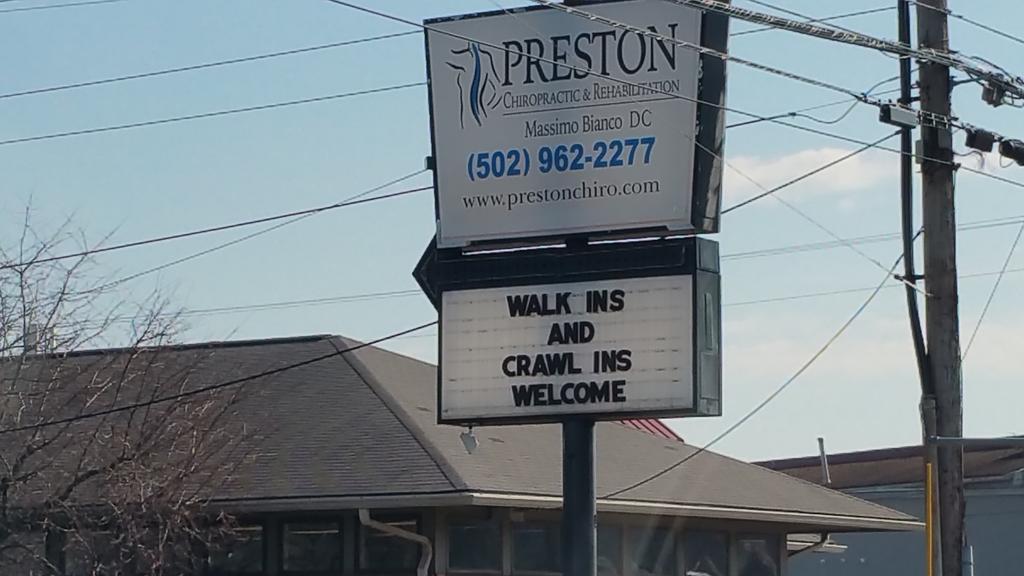 PRESTON
CHIROPRACTIC & REHABILITATION
Massimo Bianco DC
(502) 962-2277
www.prestonchiro.com
WALK INS
AND
CRAWL INS
WELCOME